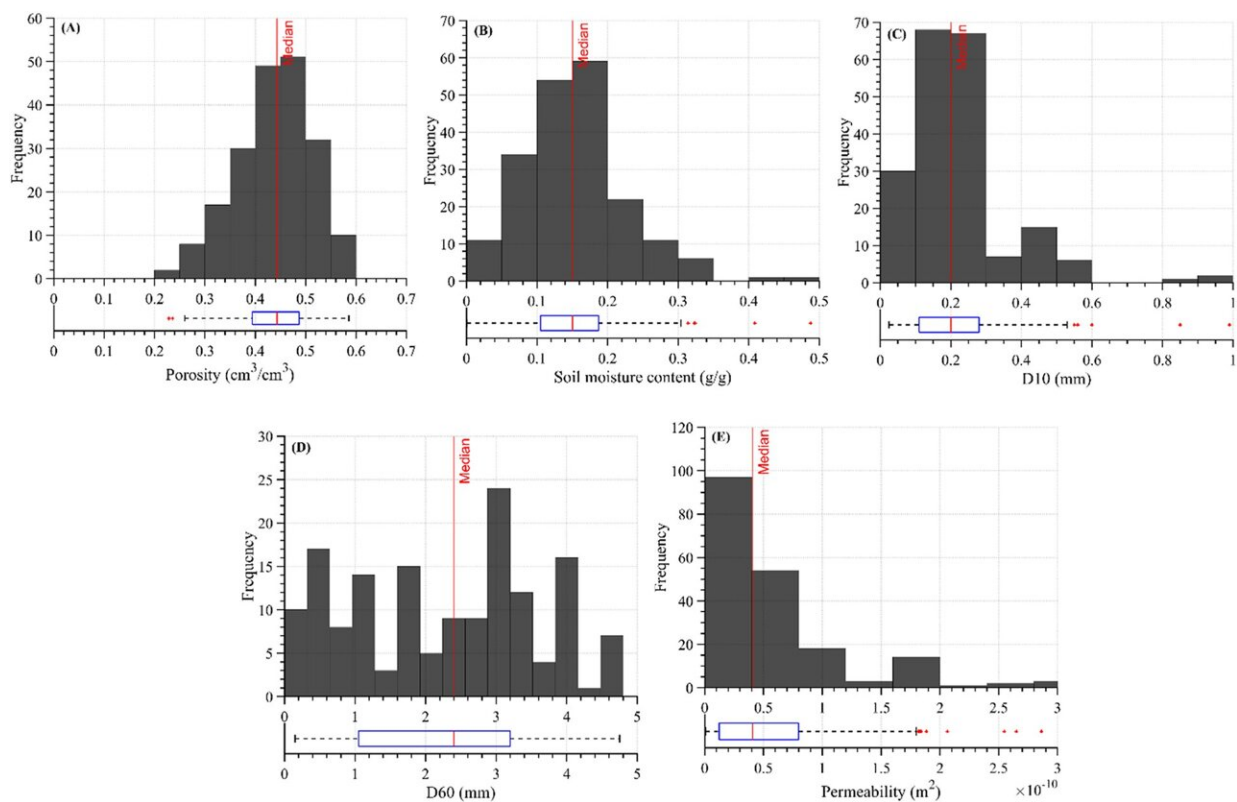 (A)
Median
Frequency
60
50
40
30
20
10
0
0 0.1 0.2 0.3 0.4 0.5 0.6 0.7
0 0.1 0.2 0.3 0.4 0.5 0.6 0.7
Porosity (cm³/cm³)
(B)
Median
Frequency
70
60
50
40
30
20
10
0
0 0.1 0.2 0.3 0.4 0.5
0 0.1 0.2 0.3 0.4 0.5
Soil moisture content (g/g)
(C)
Median
Frequency
70
60
50
40
30
20
10
0
0 0.2 0.4 0.6 0.8 1
0 0.2 0.4 0.6 0.8 1
D10 (mm)
(D)
Median
Frequency
30
25
20
15
10
5
0
0 1 2 3 4 5
0 1 2 3 4 5
D60 (mm)
(E)
Median
Frequency
120
100
80
60
40
20
0
0 0.5 1 1.5 2 2.5 3
0 0.5 1 1.5 2 2.5 3
Permeability (m²) ×10⁻¹⁰